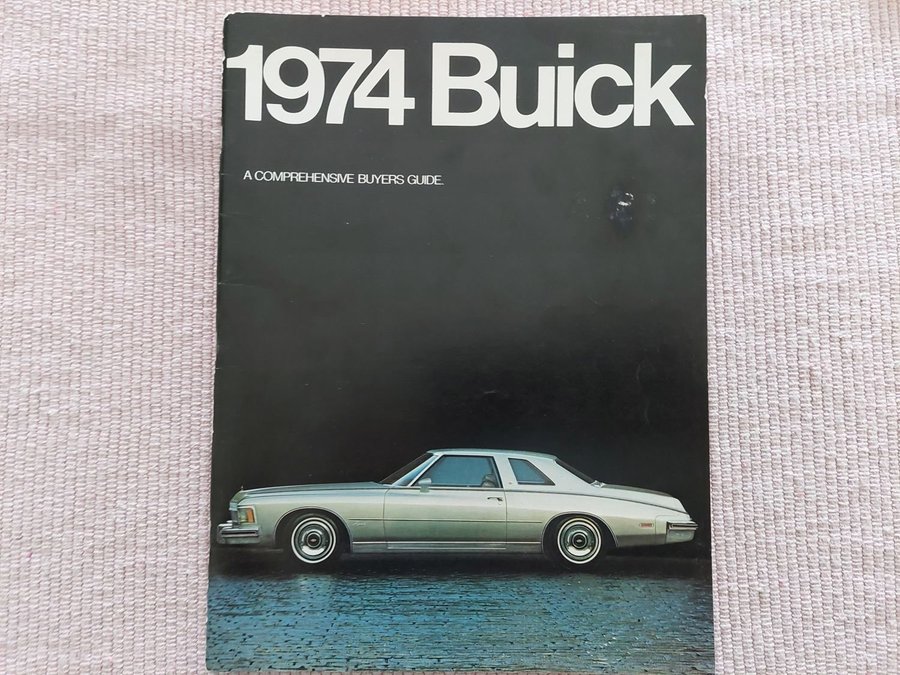 1974 Buick
A COMPREHENSIVE BUYERS GUIDE.